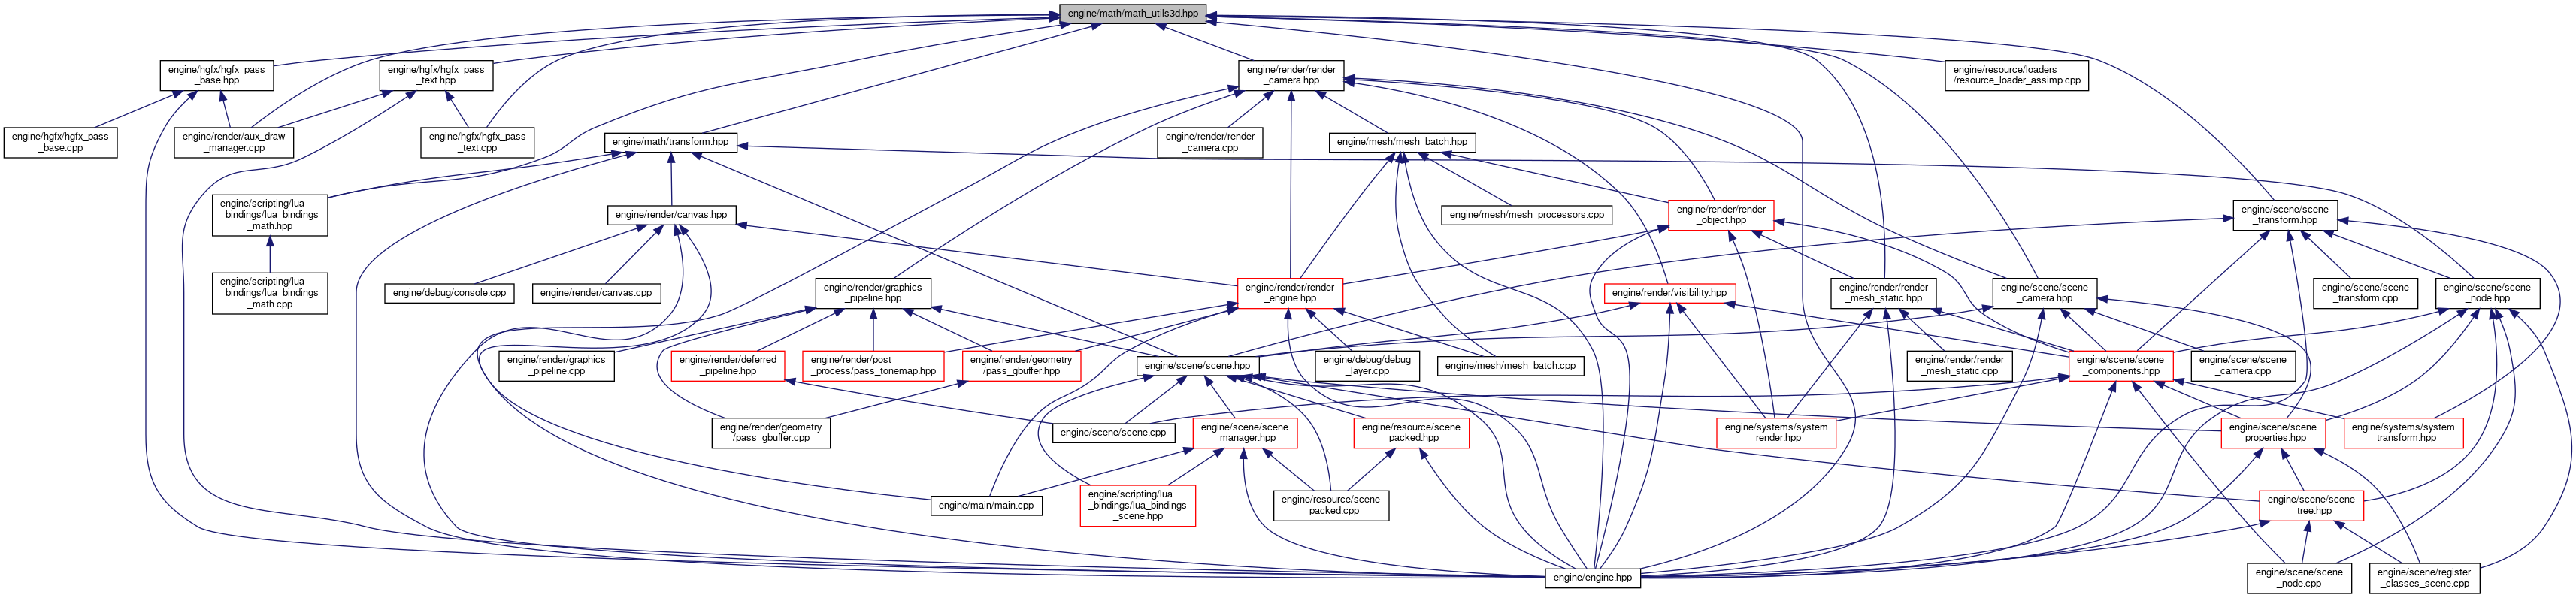 engine/math/math_utils3d.hpp
engine/hgfx/hgfx_pass
_base.hpp
engine/hgfx/hgfx_pass
_text.hpp
engine/render/render
_camera.hpp
engine/resource/loaders
/resource_loader_assimp.cpp
engine/hgfx/hgfx_pass
_base.cpp
engine/render/aux_draw
_manager.cpp
engine/hgfx/hgfx_pass
_text.cpp
engine/math/transform.hpp
engine/render/render
_camera.cpp
engine/mesh/mesh_batch.hpp
engine/scripting/lua
_bindings/lua_bindings
_math.hpp
engine/render/canvas.hpp
engine/mesh/mesh_processors.cpp
engine/render/render
_object.hpp
engine/scene/scene
_transform.hpp
engine/scripting/lua
_bindings/lua_bindings
_math.cpp
engine/debug/console.cpp
engine/render/canvas.cpp
engine/render/graphics
_pipeline.hpp
engine/render/render
_engine.hpp
engine/render/visibility.hpp
engine/render/render
_mesh_static.hpp
engine/scene/scene
_camera.hpp
engine/scene/scene
_transform.cpp
engine/scene/scene
_node.hpp
engine/render/graphics
_pipeline.cpp
engine/render/deferred
_pipeline.hpp
engine/render/post
_process/pass_tonemap.hpp
engine/render/geometry
/pass_gbuffer.hpp
engine/scene/scene.hpp
engine/debug/debug
_layer.cpp
engine/mesh/mesh_batch.cpp
engine/render/render
_mesh_static.cpp
engine/scene/scene
_components.hpp
engine/scene/scene
_camera.cpp
engine/render/geometry
/pass_gbuffer.cpp
engine/scene/scene.cpp
engine/scene/scene
_manager.hpp
engine/resource/scene
_packed.hpp
engine/systems/system
_render.hpp
engine/scene/scene
_properties.hpp
engine/systems/system
_transform.hpp
engine/main/main.cpp
engine/scripting/lua
_bindings/lua_bindings
_scene.hpp
engine/resource/scene
_packed.cpp
engine/scene/scene
_tree.hpp
engine/engine.hpp
engine/scene/scene
_node.cpp
engine/scene/register
_classes_scene.cpp